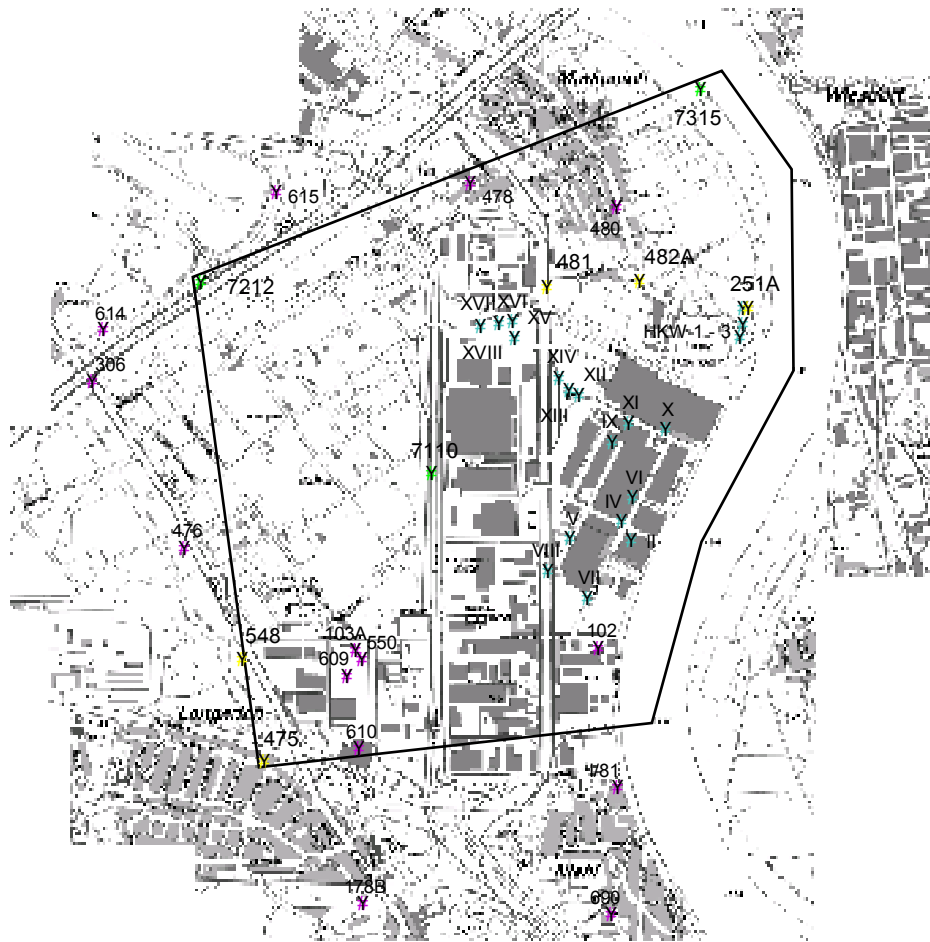 7315
615
478
480
481
482A
7212
251A
XVII XVI
XV
HKW-1 - 3
614
XVIII
XIV
306
XII
XIII
XI
X
IX
7110
VI
IV
476
V
II
VIII
VII
548
103A
550
102
609
475
610
781
178B
690